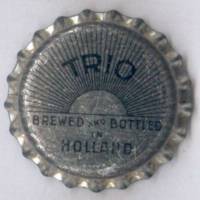 TRIO
BREWED AND BOTTLED
IN
HOLLAND